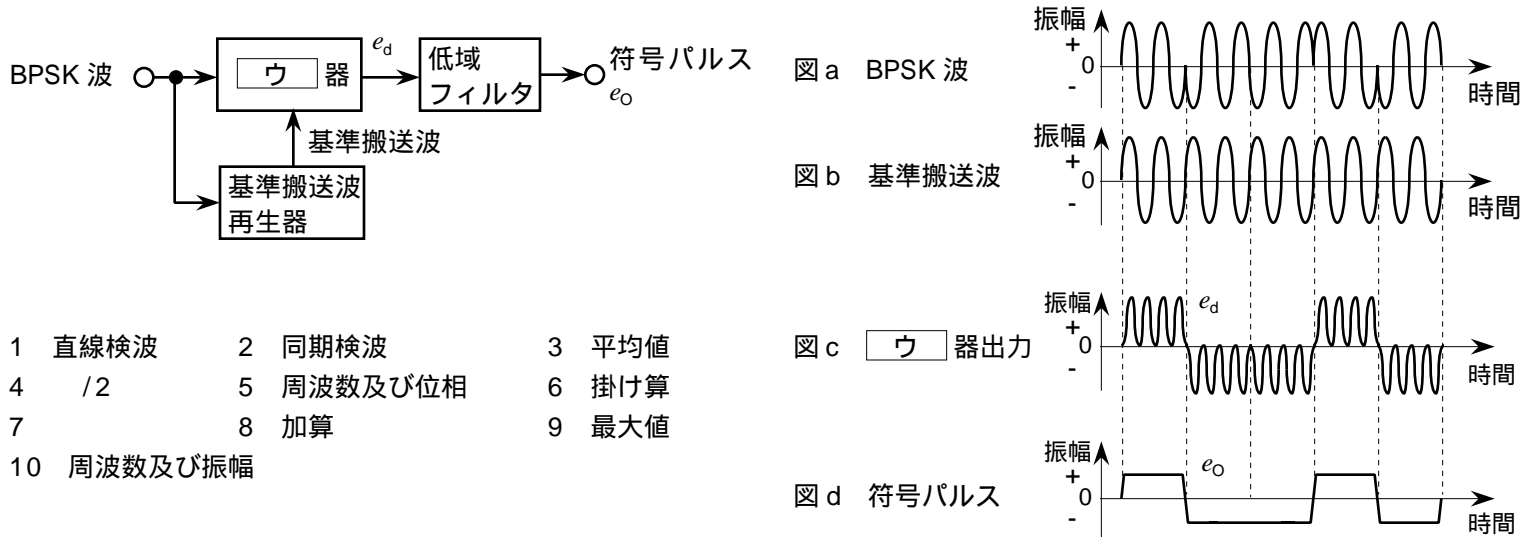 BPSK 波
ウ 器
e_d
低域
フィルタ
符号パルス
e_O
基準搬送波
基準搬送波
再生器
1 直線検波 2 同期検波 3 平均値
4 /2 5 周波数及び位相 6 掛け算
7 8 加算 9 最大値
10 周波数及び振幅
図a BPSK 波
振幅
+
0
-
時間
図b 基準搬送波
振幅
+
0
-
時間
図c ウ 器出力
振幅
+
0
-
e_d
時間
図d 符号パルス
振幅
+
0
-
e_O
時間